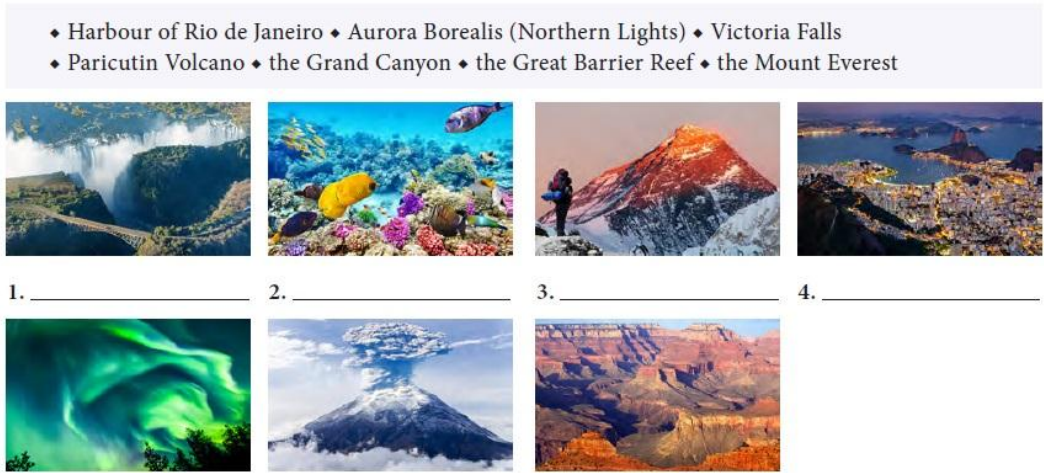 ◆ Harbour of Rio de Janeiro ◆ Aurora Borealis (Northern Lights) ◆ Victoria Falls
◆ Paricutin Volcano ◆ the Grand Canyon ◆ the Great Barrier Reef ◆ the Mount Everest
1. ____________ 2. ____________ 3. ____________ 4. ____________